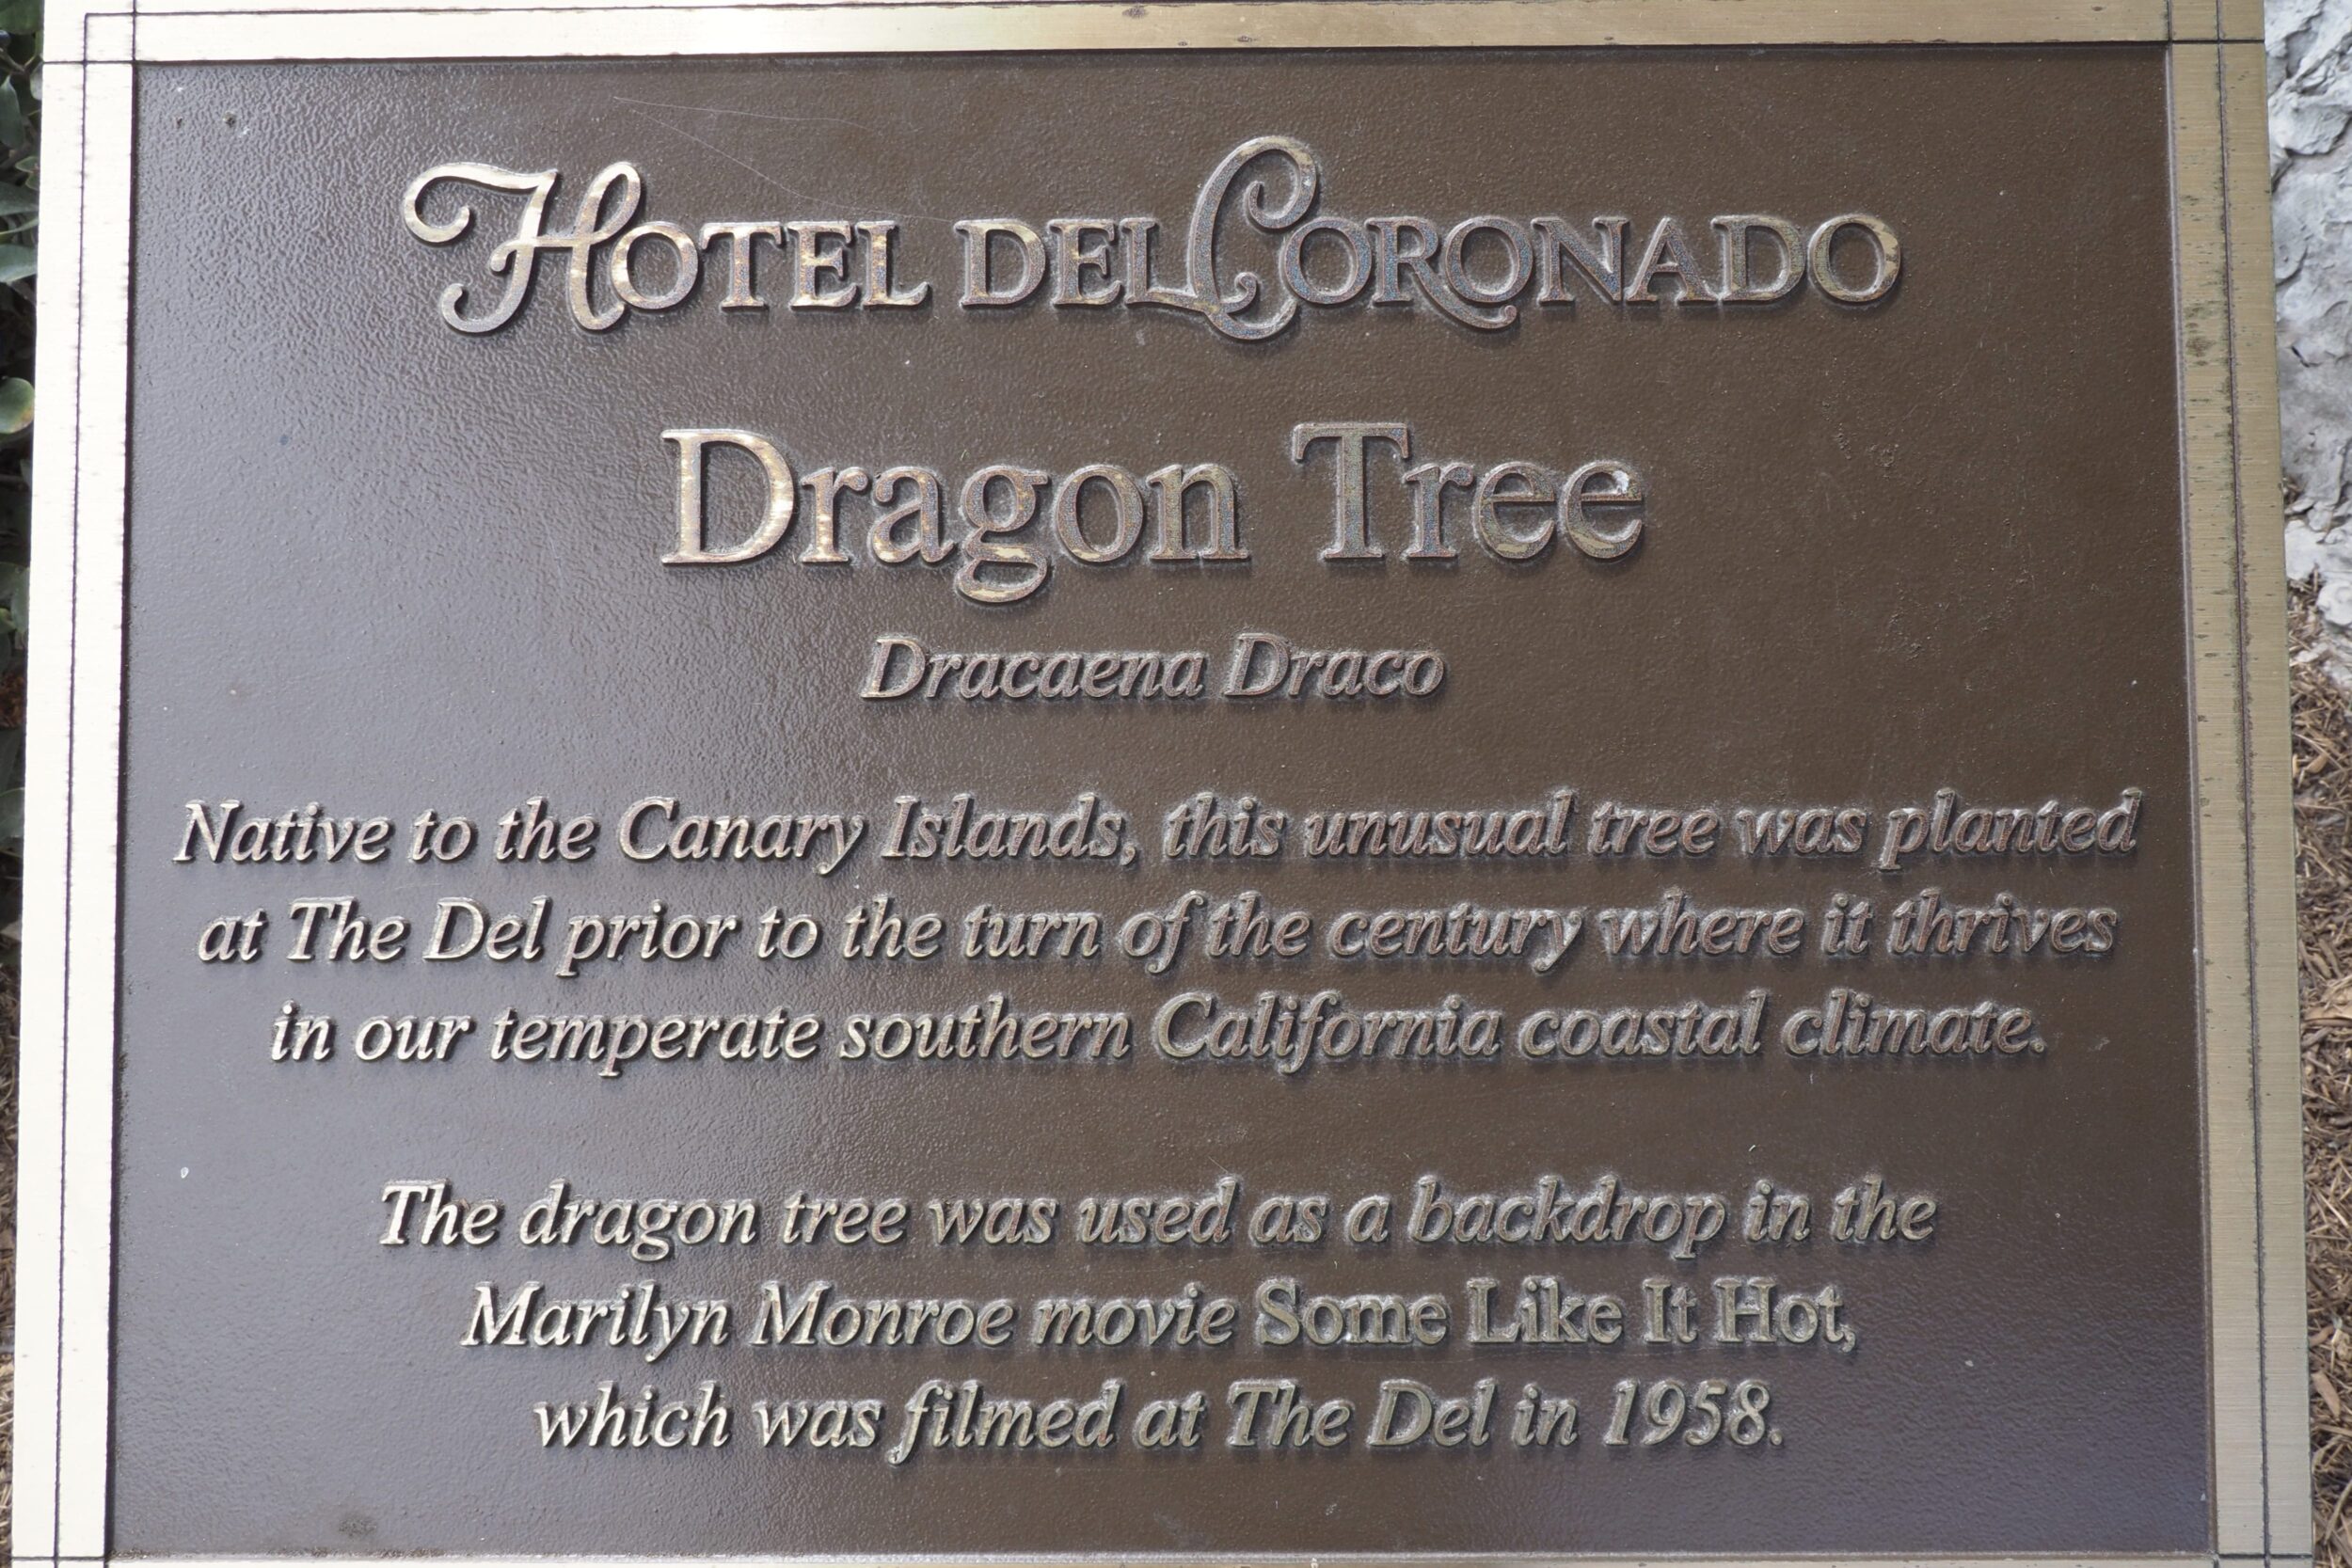 HOTEL DEL CORONADO
Dragon Tree
Dracaena Draco
Native to the Canary Islands, this unusual tree was planted
at The Del prior to the turn of the century where it thrives
in our temperate southern California coastal climate.
The dragon tree was used as a backdrop in the
Marilyn Monroe movie Some Like It Hot,
which was filmed at The Del in 1958.